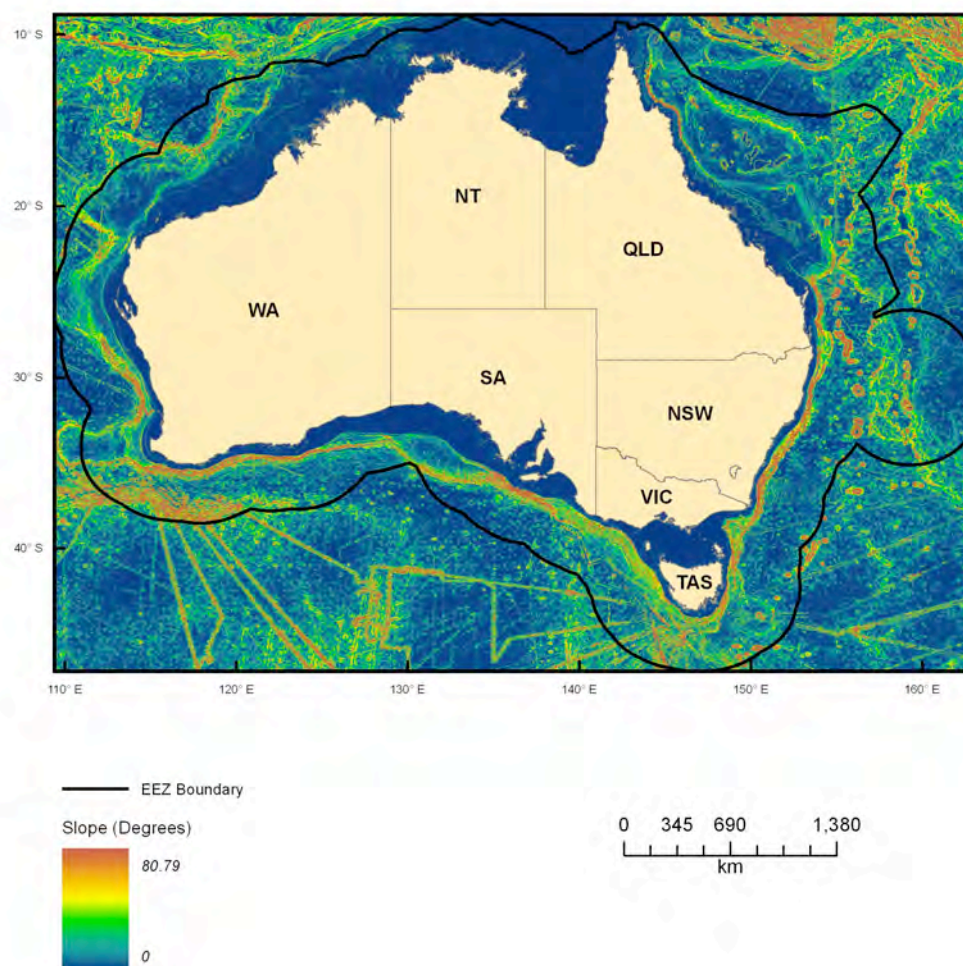 10° S
20° S
30° S
40° S
NT
QLD
WA
SA
NSW
VIC
TAS
110° E
120° E
130° E
140° E
150° E
160° E
EEZ Boundary
Slope (Degrees)
80.79
0
0 345 690 1,380
km